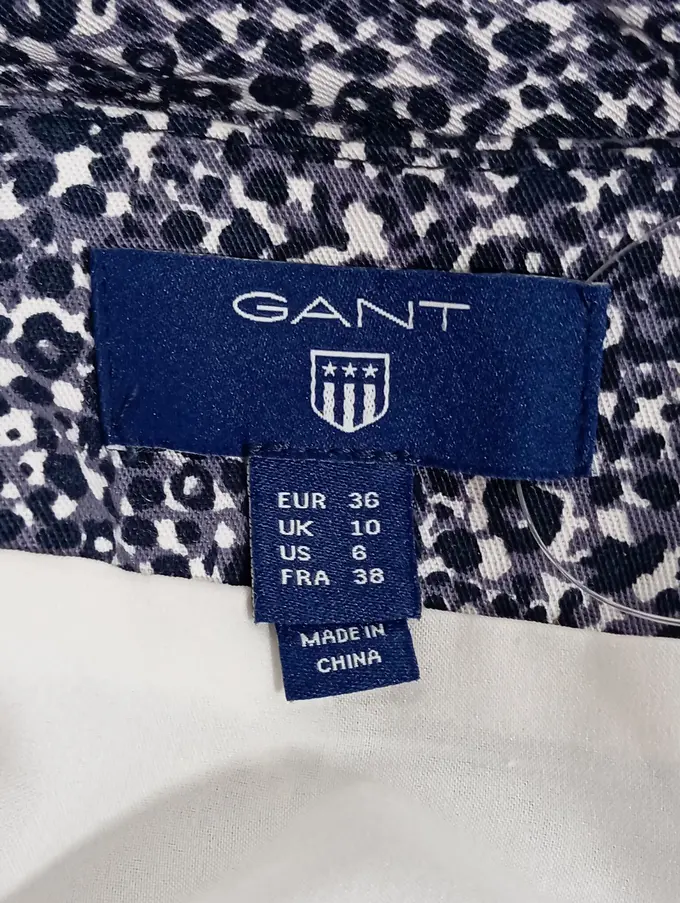 GANT
EUR 36
UK 10
US 6
FRA 38
MADE IN
CHINA